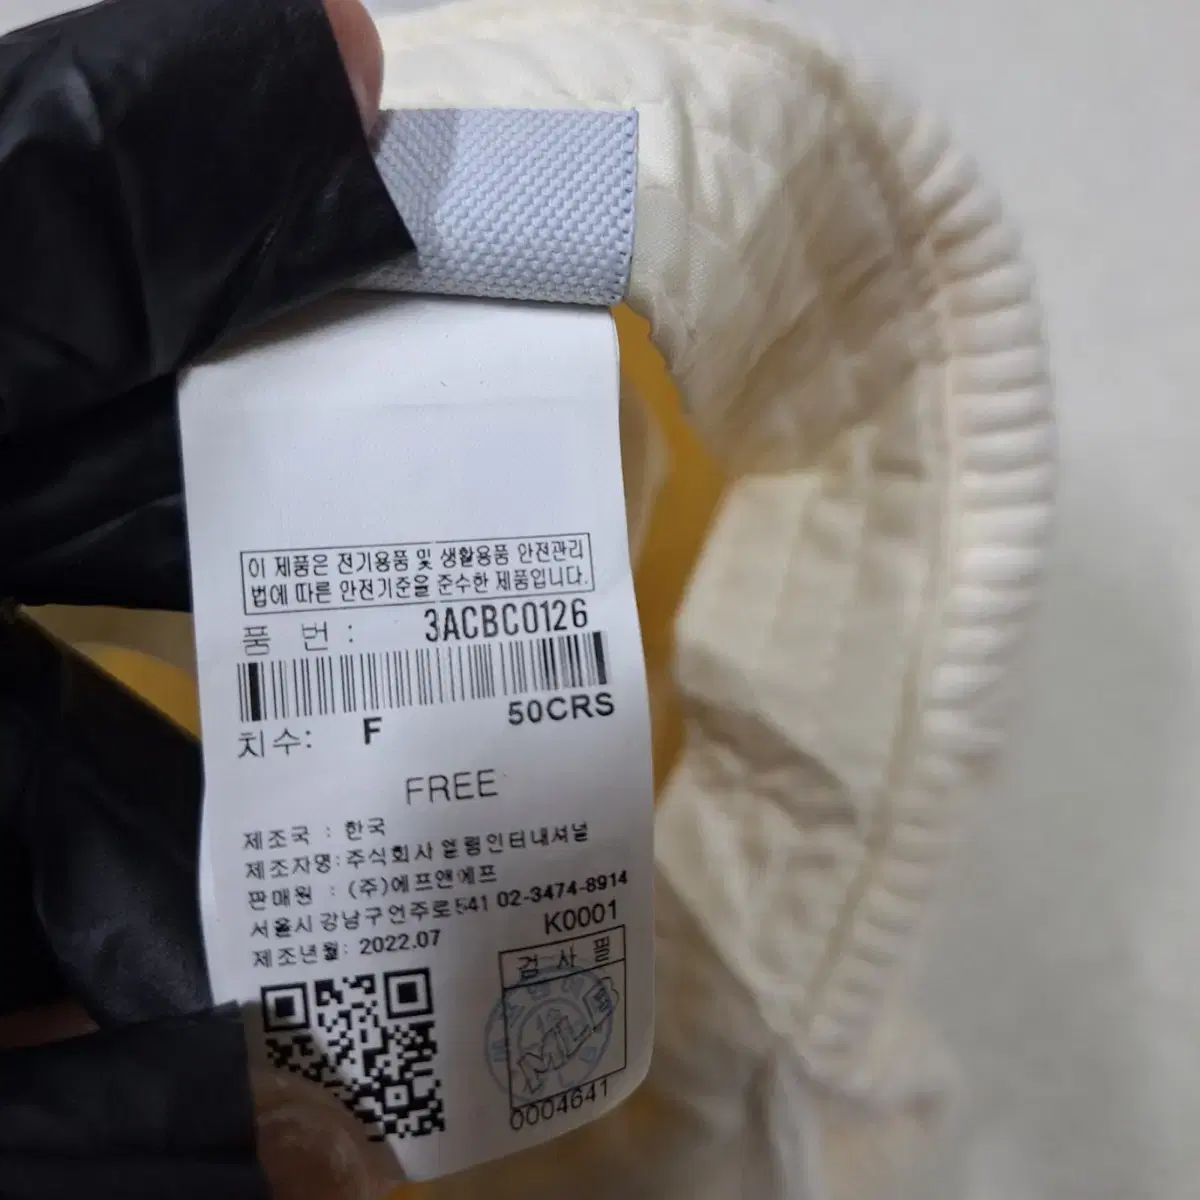 이 제품은 전기용품 및 생활용품 안전관리
법에 따른 안전기준을 준수한 제품입니다.
품 번 : 3ACBC0126
50CRS
치수: F
FREE
제조국 : 한국
제조자명:주식회사 열림인터내셔널
판매원 : (주)에프앤에프
서울시 강남구 언주로541 02-3474-8914
제조년월: 2022.07
K0001
검 사 필
0004641